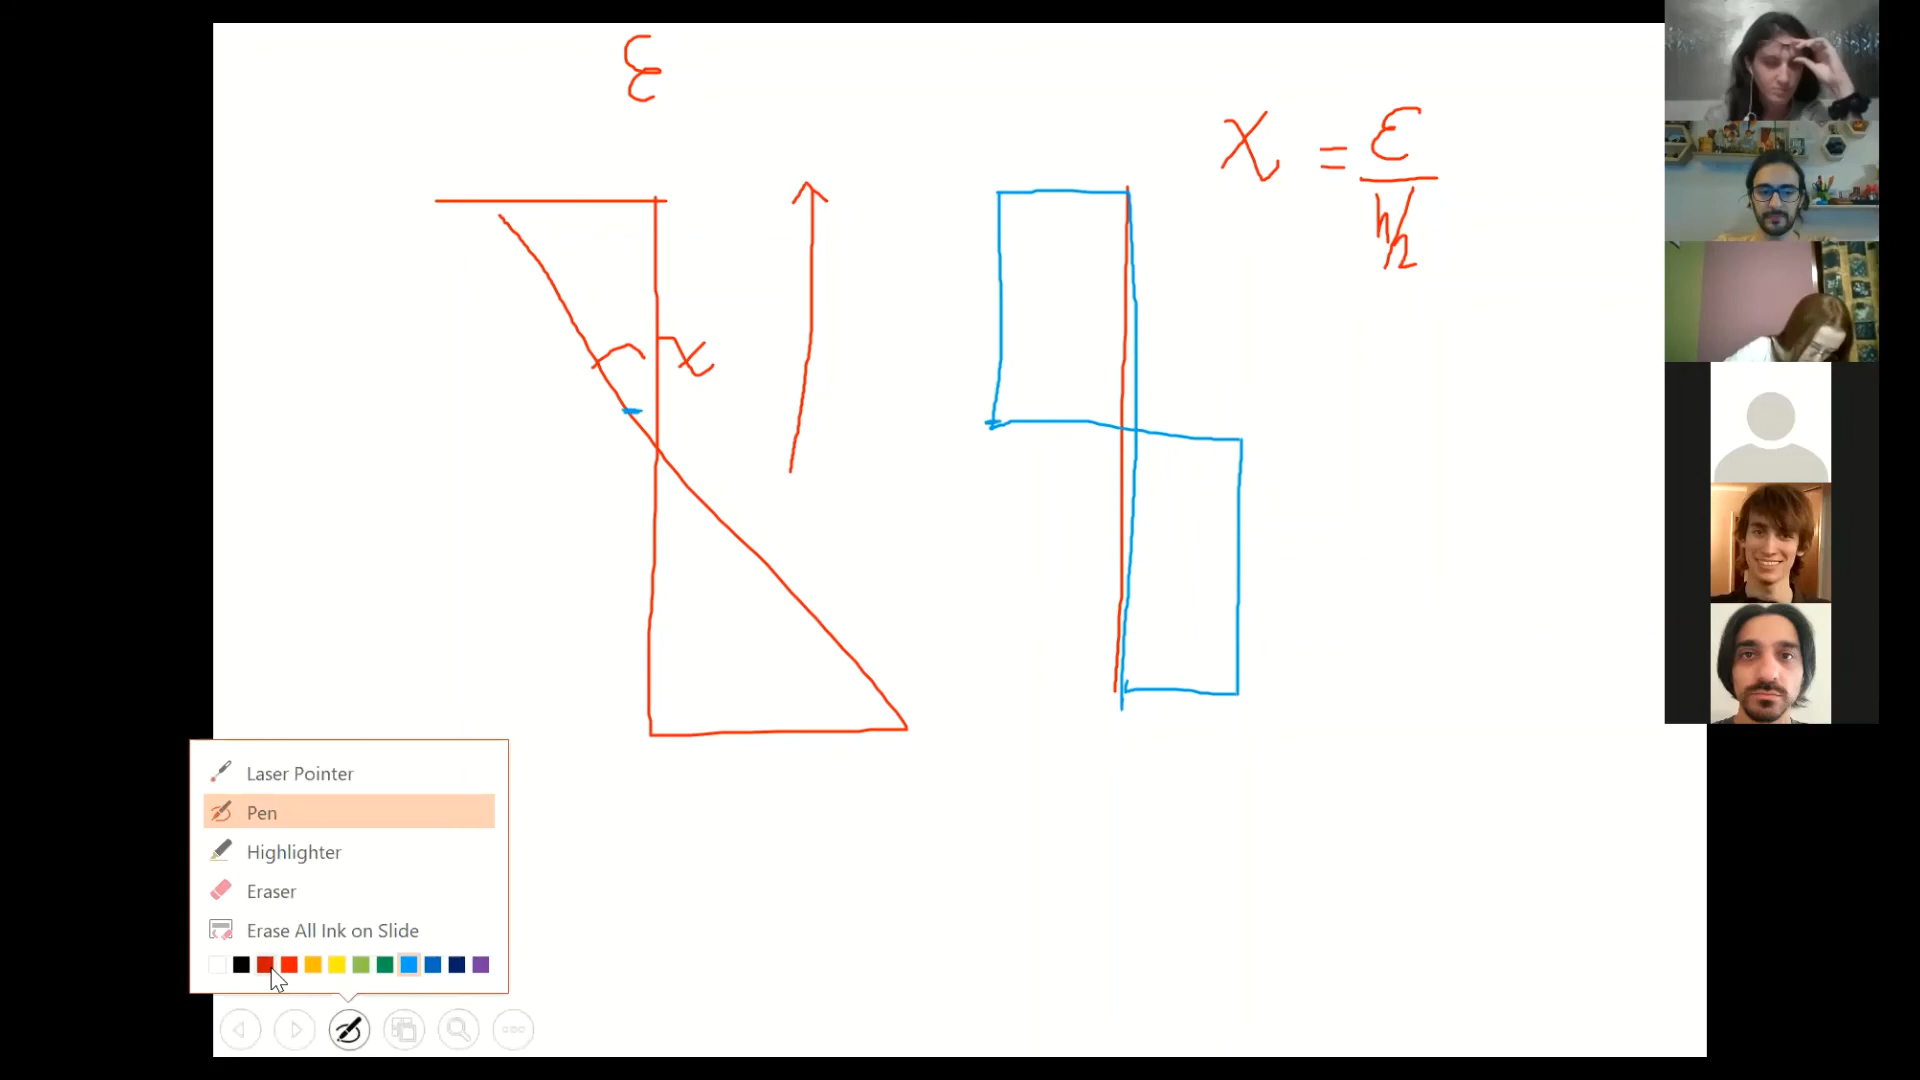 ε
χ = ε
h/2
χ
Laser Pointer
Pen
Highlighter
Eraser
Erase All Ink on Slide